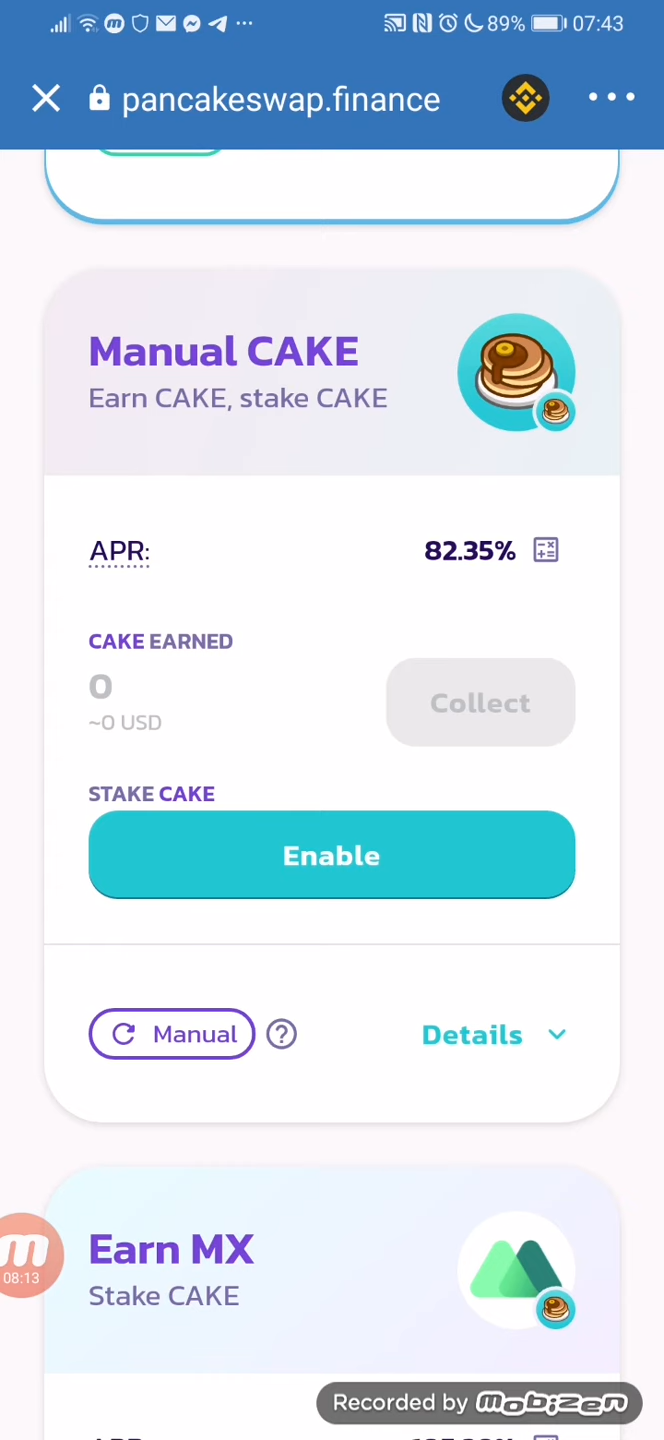 89% 07:43
pancakeswap.finance
Manual CAKE
Earn CAKE, stake CAKE
APR: 82.35%
CAKE EARNED
0
~0 USD
Collect
STAKE CAKE
Enable
Manual
Details
Earn MX
Stake CAKE
08:13
Recorded by mobizen